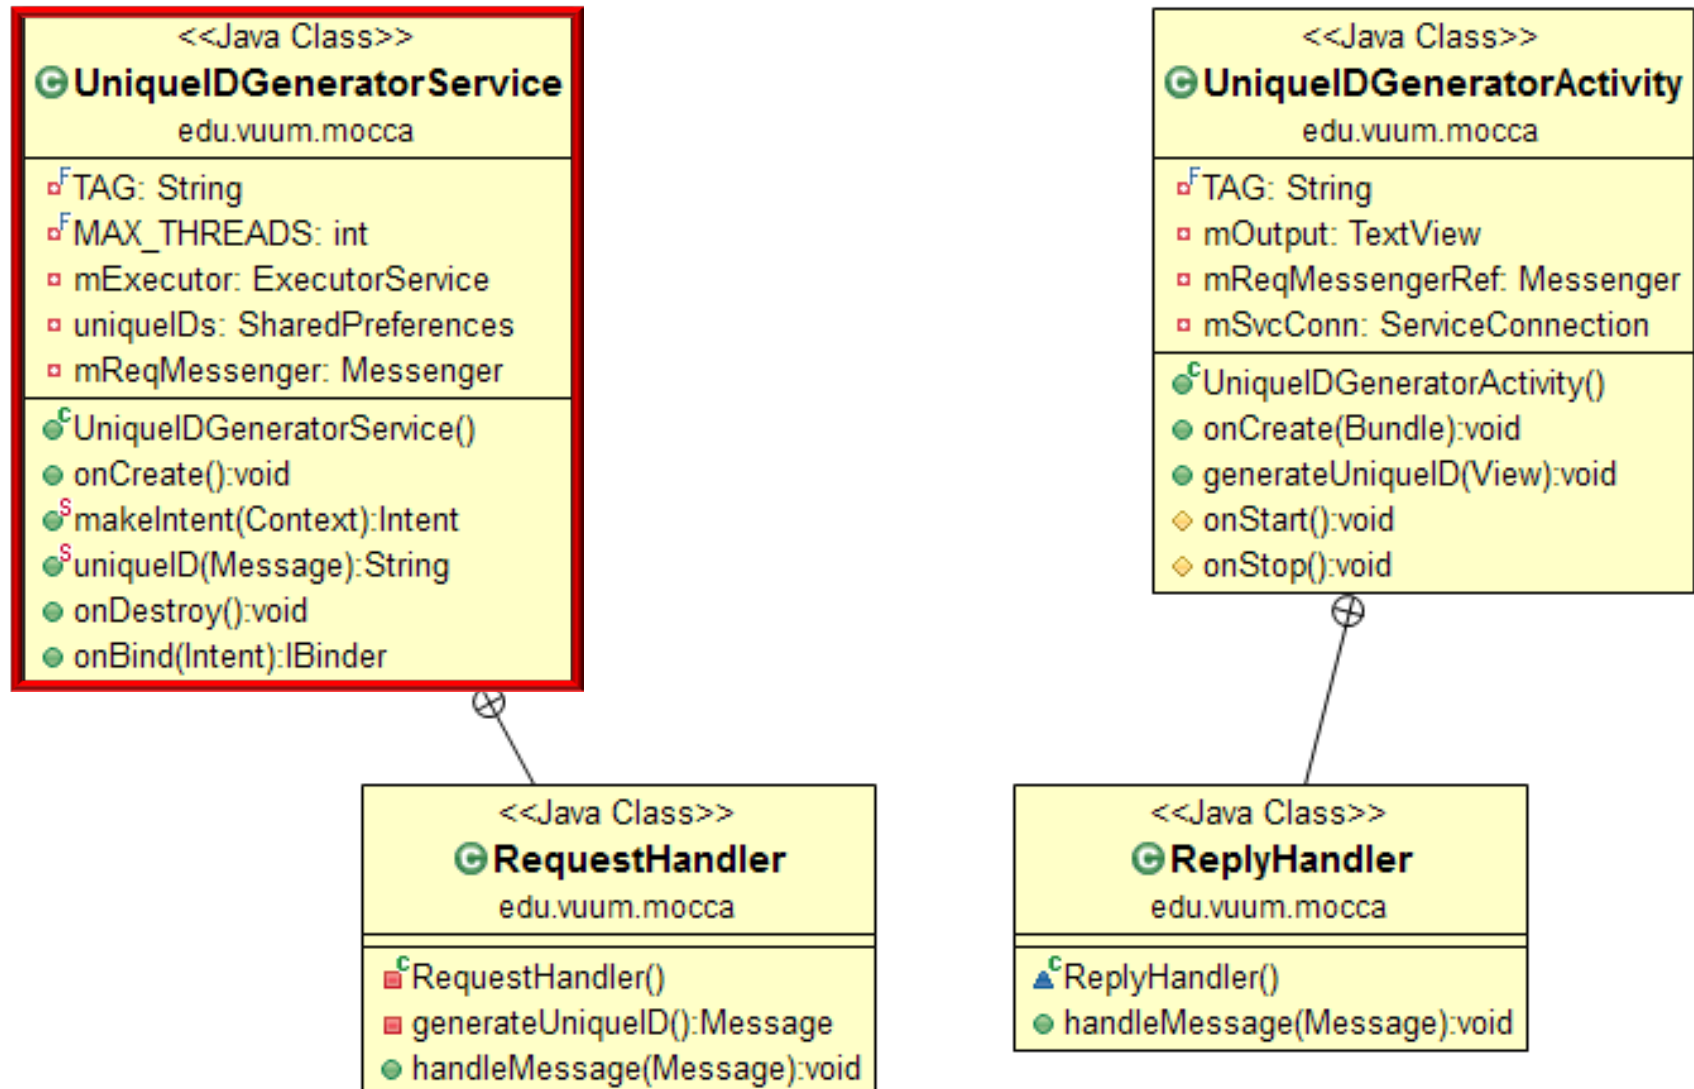 <<Java Class>>
UniqueIDGeneratorService
edu.vuum.mocca
TAG: String
MAX_THREADS: int
mExecutor: ExecutorService
uniqueIDs: SharedPreferences
mReqMessenger: Messenger
UniqueIDGeneratorService()
onCreate():void
makeIntent(Context):Intent
uniqueID(Message):String
onDestroy():void
onBind(Intent):IBinder
<<Java Class>>
UniqueIDGeneratorActivity
edu.vuum.mocca
TAG: String
mOutput: TextView
mReqMessengerRef: Messenger
mSvcConn: ServiceConnection
UniqueIDGeneratorActivity()
onCreate(Bundle):void
generateUniqueID(View):void
onStart():void
onStop():void
<<Java Class>>
RequestHandler
edu.vuum.mocca
RequestHandler()
generateUniqueID():Message
handleMessage(Message):void
<<Java Class>>
ReplyHandler
edu.vuum.mocca
ReplyHandler()
handleMessage(Message):void